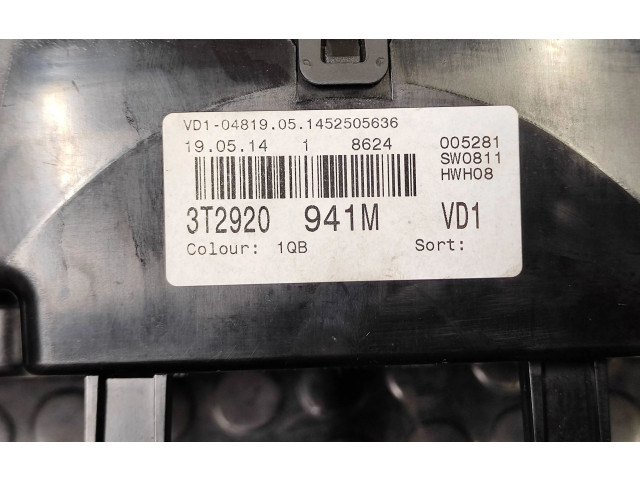 VD1-04819.05.1452505636
19.05.14 1 8624 005281
SW0811
HWH08
3T2920 941M VD1
Colour: 1QB Sort: